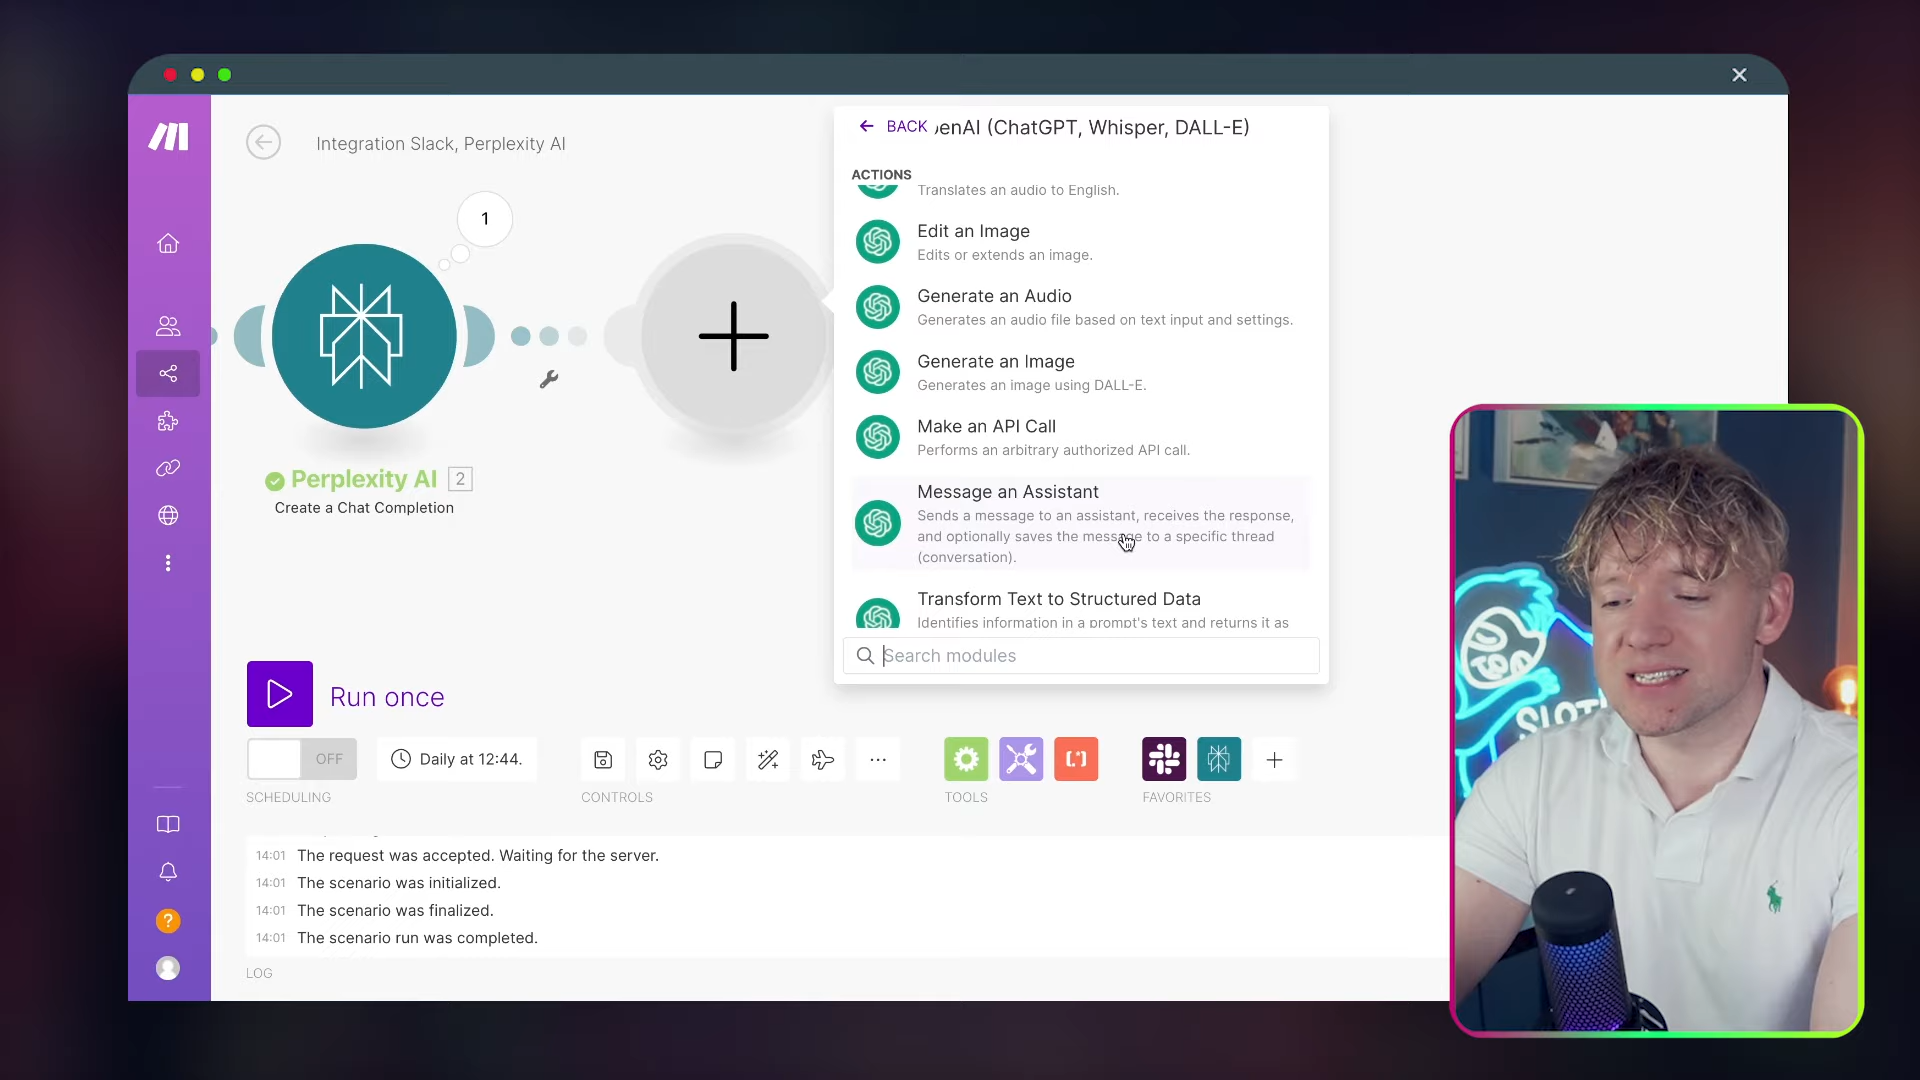 Integration Slack, Perplexity AI
1
Perplexity AI 2
Create a Chat Completion
BACK
enAI (ChatGPT, Whisper, DALL-E)
ACTIONS
Translates an audio to English.
Edit an Image
Edits or extends an image.
Generate an Audio
Generates an audio file based on text input and settings.
Generate an Image
Generates an image using DALL-E.
Make an API Call
Performs an arbitrary authorized API call.
Message an Assistant
Sends a message to an assistant, receives the response,
and optionally saves the message to a specific thread
(conversation).
Transform Text to Structured Data
Identifies information in a prompt's text and returns it as
Search modules
Run once
OFF
Daily at 12:44.
SCHEDULING
CONTROLS
TOOLS
FAVORITES
14:01 The request was accepted. Waiting for the server.
14:01 The scenario was initialized.
14:01 The scenario was finalized.
14:01 The scenario run was completed.
LOG
?
SLOT